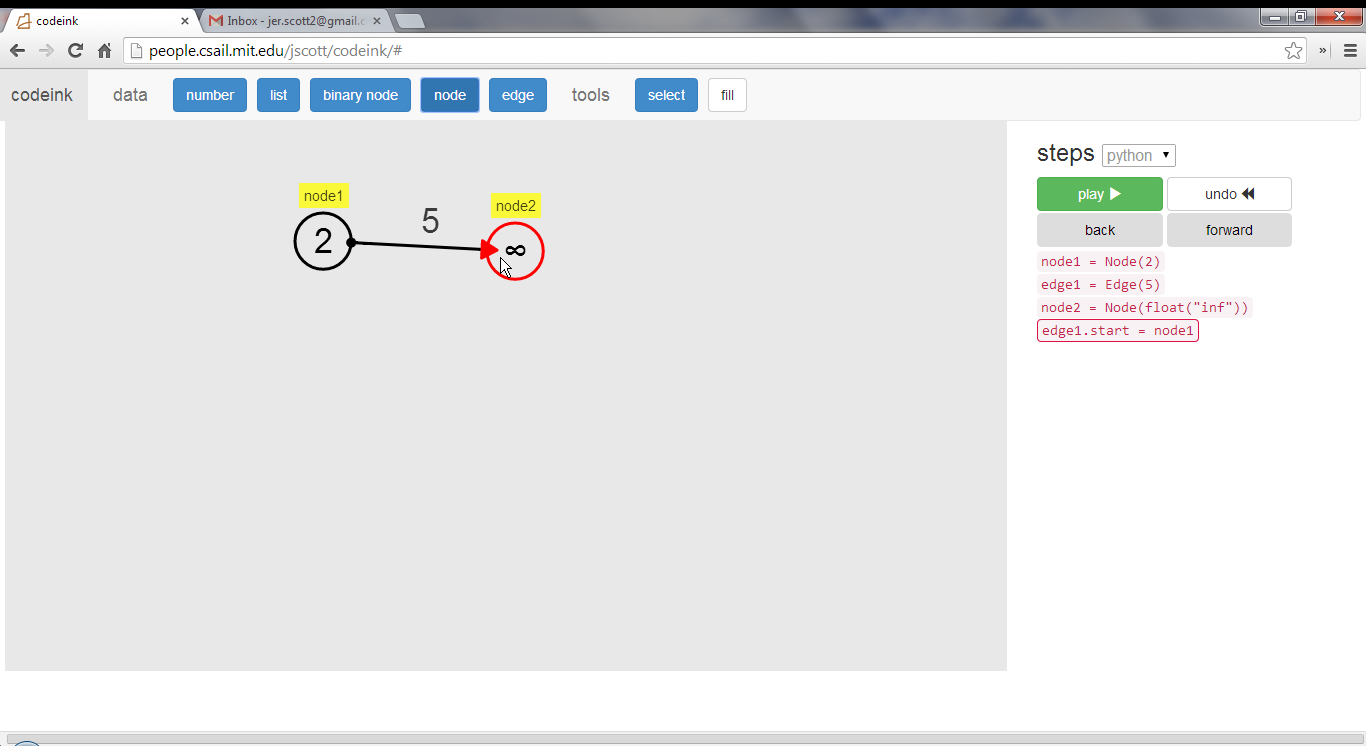 codeink
Inbox - jer.scott2@gmail.c
people.csail.mit.edu/jscott/codeink/#
codeink data number list binary node node edge tools select fill
steps python
play undo
back forward
node1 = Node(2)
edge1 = Edge(5)
node2 = Node(float("inf"))
edge1.start = node1
node1
node2
5
2
∞